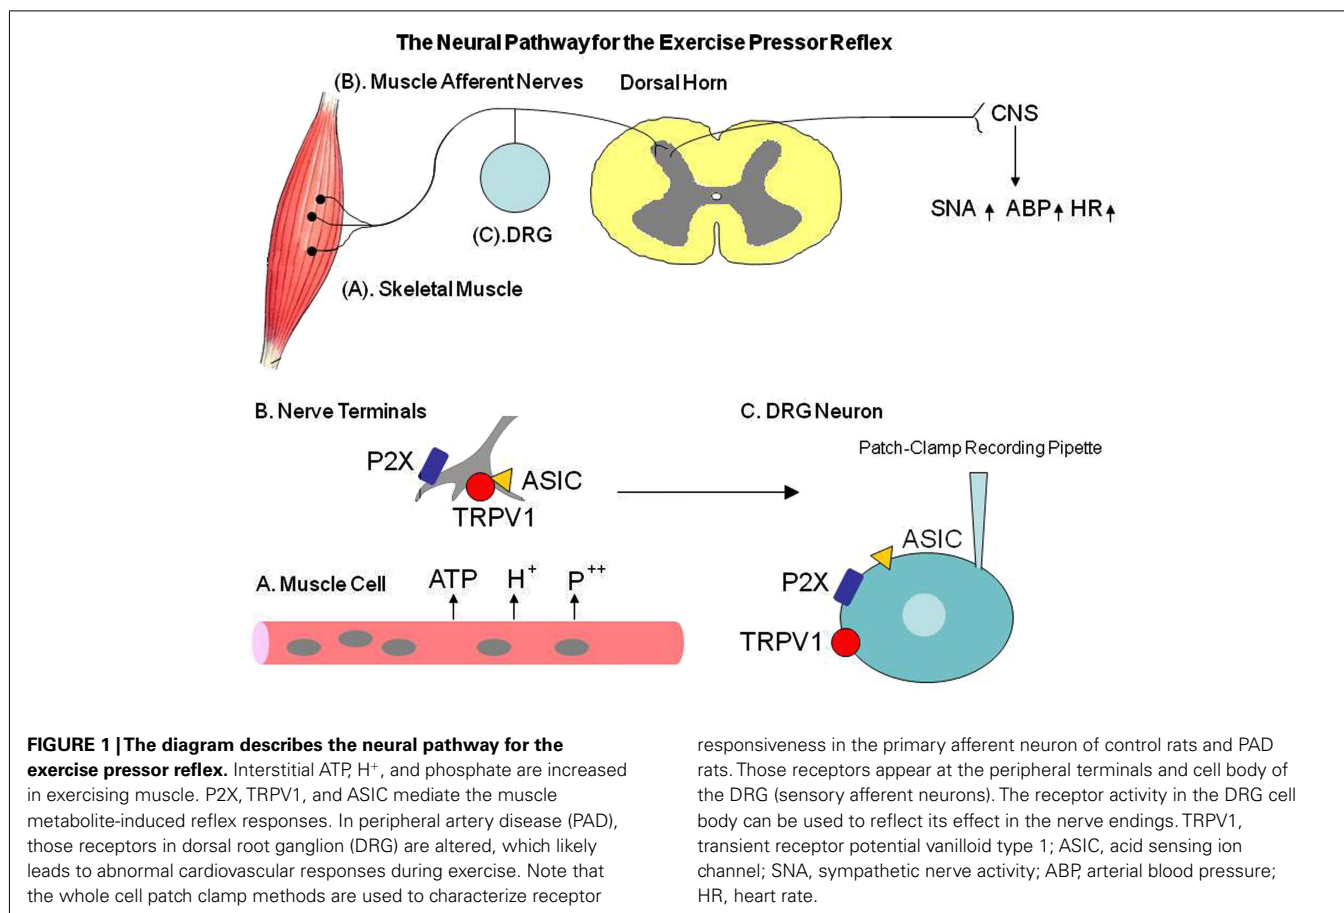 The Neural Pathway for the Exercise Pressor Reflex
(B). Muscle Afferent Nerves
Dorsal Horn
CNS
SNA ABP HR
(C).DRG
(A). Skeletal Muscle
B. Nerve Terminals
P2X
ASIC
TRPV1
C. DRG Neuron
Patch-Clamp Recording Pipette
ASIC
P2X
TRPV1
A. Muscle Cell
ATP H+ P++
FIGURE 1 | The diagram describes the neural pathway for the
exercise pressor reflex. Interstitial ATP, H+, and phosphate are increased
in exercising muscle. P2X, TRPV1, and ASIC mediate the muscle
metabolite-induced reflex responses. In peripheral artery disease (PAD),
those receptors in dorsal root ganglion (DRG) are altered, which likely
leads to abnormal cardiovascular responses during exercise. Note that
the whole cell patch clamp methods are used to characterize receptor
responsiveness in the primary afferent neuron of control rats and PAD
rats. Those receptors appear at the peripheral terminals and cell body of
the DRG (sensory afferent neurons). The receptor activity in the DRG cell
body can be used to reflect its effect in the nerve endings. TRPV1,
transient receptor potential vanilloid type 1; ASIC, acid sensing ion
channel; SNA, sympathetic nerve activity; ABP, arterial blood pressure;
HR, heart rate.